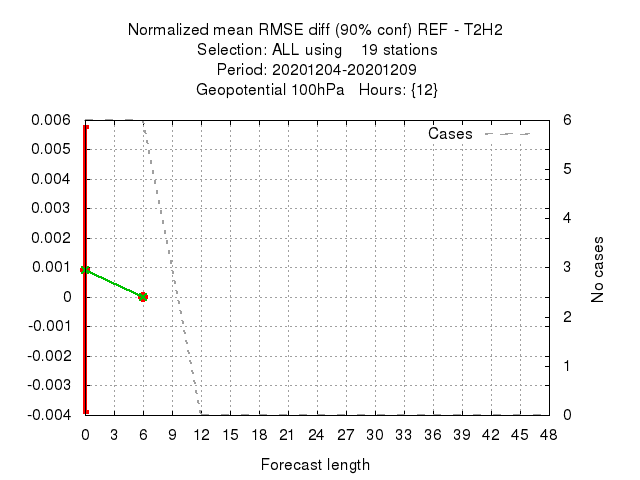 Normalized mean RMSE diff (90% conf) REF - T2H2
Selection: ALL using    19 stations
Period: 20201204-20201209
Geopotential 100hPa   Hours: {12}
Cases
0.006
0.005
0.004
0.003
0.002
0.001
0
-0.001
-0.002
-0.003
-0.004
6
5
4
3
2
1
0
No cases
0 3 6 9 12 15 18 21 24 27 30 33 36 39 42 45 48
Forecast length